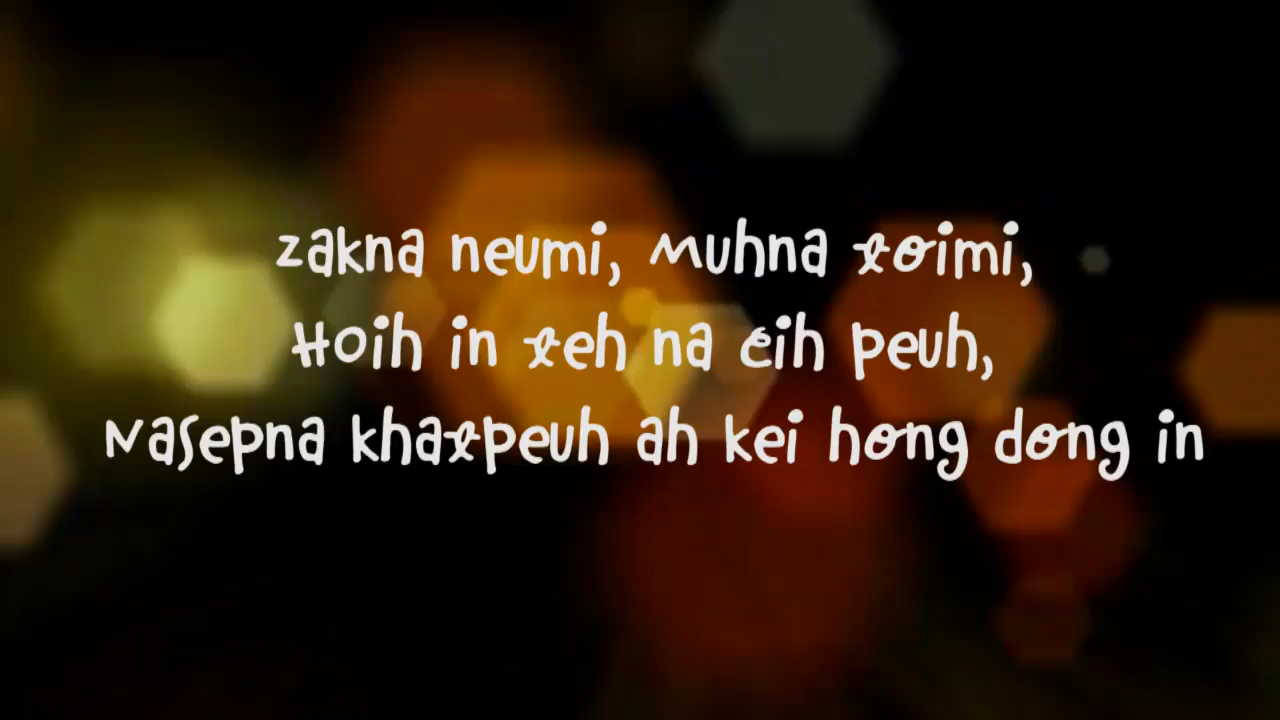 zakna neumi, Muhna toimi,
Hoih in teh na cih peuh,
Nasepna khatpeuh ah kei hong dong in